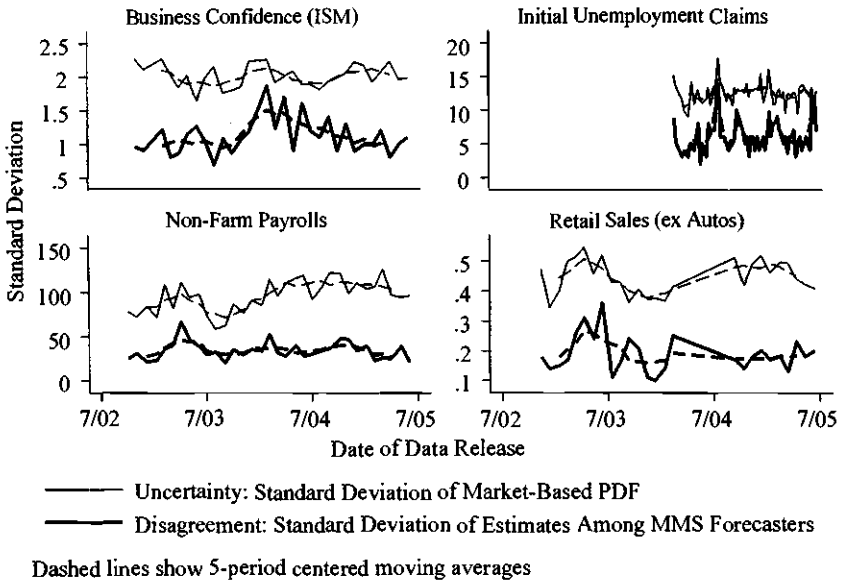 Business Confidence (ISM)
Initial Unemployment Claims
2.5
2
1.5
1
.5
20
15
10
5
0
Standard Deviation
Non-Farm Payrolls
Retail Sales (ex Autos)
150
100
50
0
.5
.4
.3
.2
.1
7/02 7/03 7/04 7/05
7/02 7/03 7/04 7/05
Date of Data Release
Uncertainty: Standard Deviation of Market-Based PDF
Disagreement: Standard Deviation of Estimates Among MMS Forecasters
Dashed lines show 5-period centered moving averages